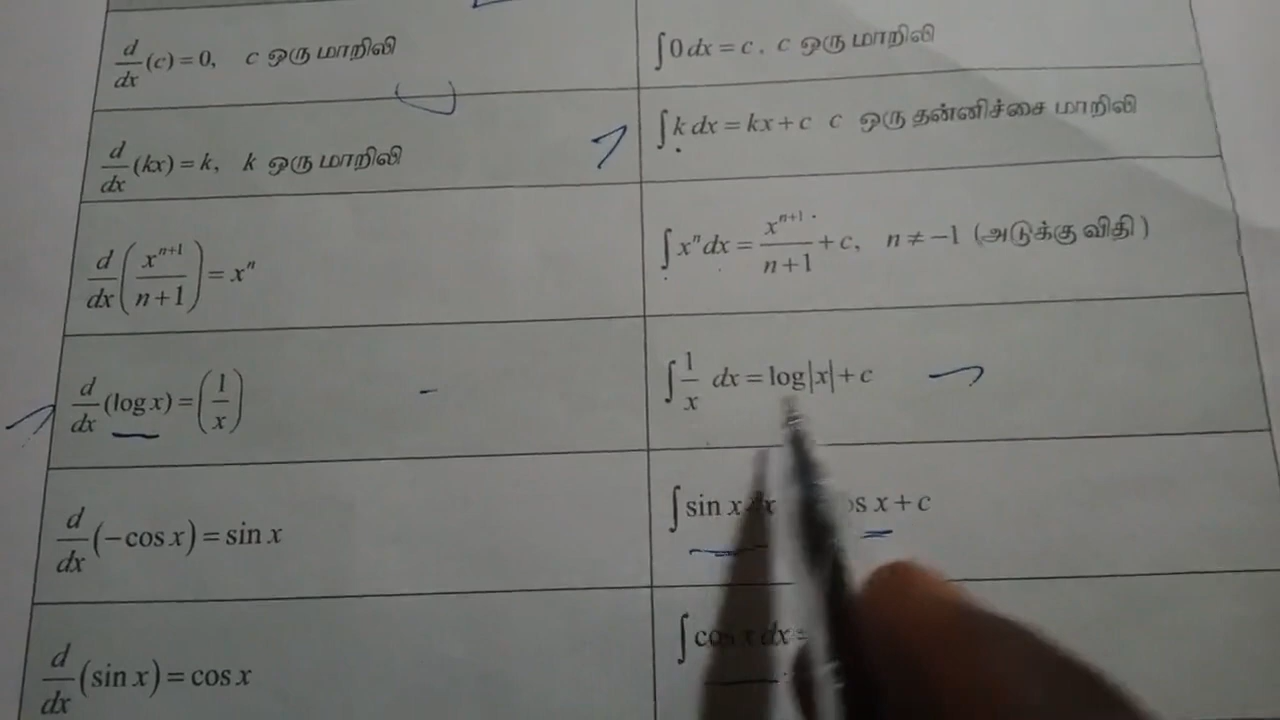 d/dx (c) = 0, c ஒரு மாறிலி
∫0 dx = c, c ஒரு மாறிலி
d/dx (kx) = k, k ஒரு மாறிலி
∫k dx = kx + c c ஒரு தன்னிச்சை மாறிலி
d/dx (x^{n+1}/(n+1)) = x^n
∫x^n dx = x^{n+1}/(n+1) + c, n ≠ −1 (அடுக்கு விதி)
d/dx (log x) = (1/x)
∫1/x dx = log|x| + c
d/dx (−cos x) = sin x
∫sin x x + c
d/dx (sin x) = cos x
∫ dx =